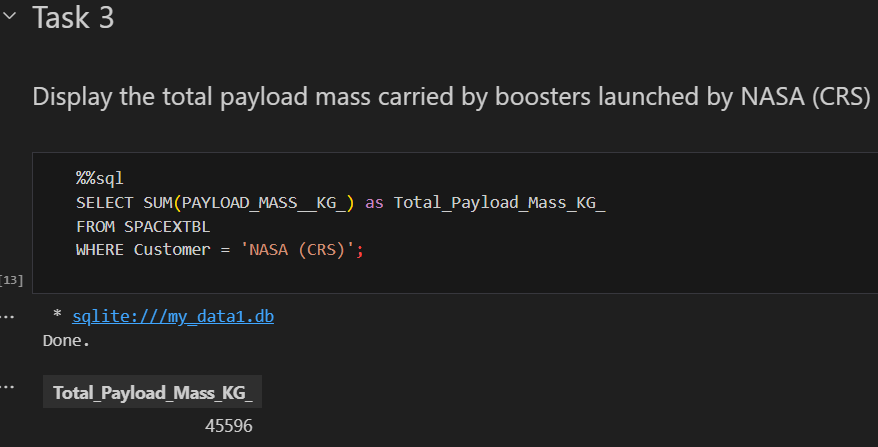 Task 3
Display the total payload mass carried by boosters launched by NASA (CRS)
%%sql
SELECT SUM(PAYLOAD_MASS__KG_) as Total_Payload_Mass_KG_
FROM SPACEXTBL
WHERE Customer = 'NASA (CRS)';
[13]
... * sqlite:///my_data1.db
Done.
... Total_Payload_Mass_KG_
45596